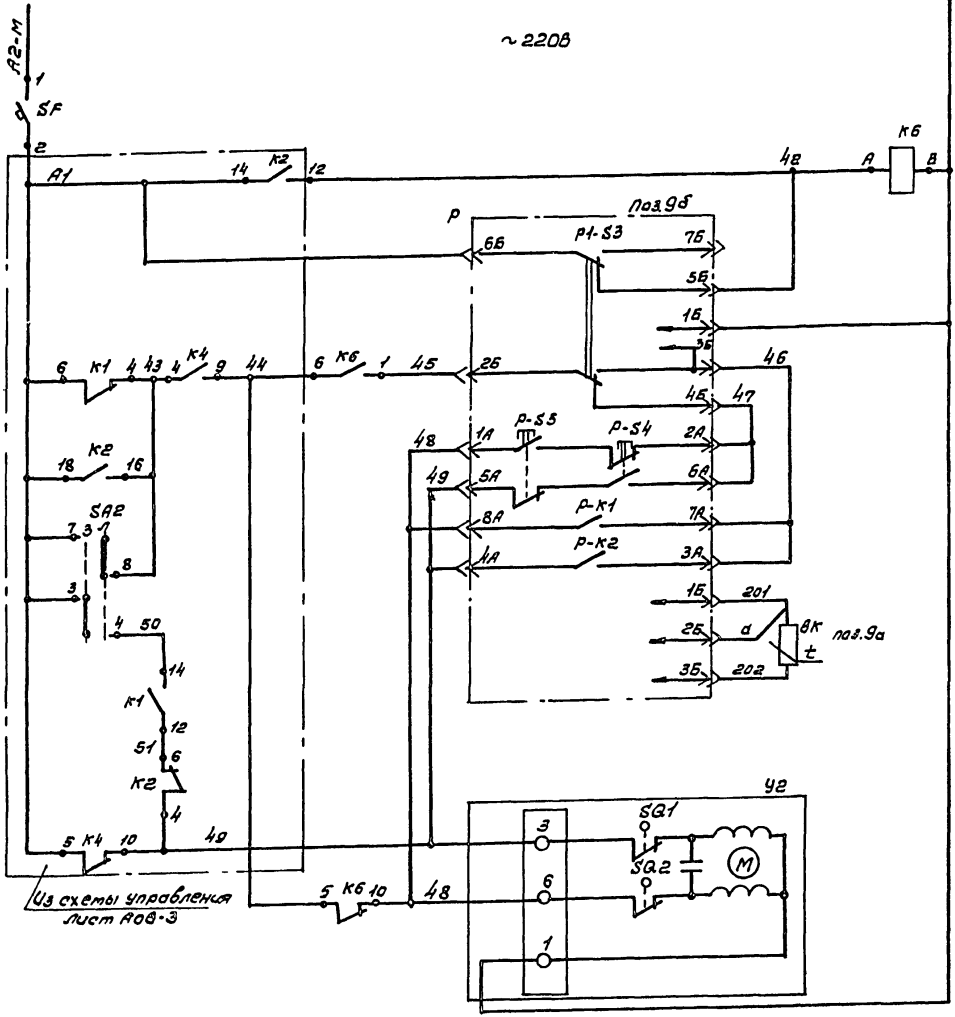 А2-М
~220В
1
SF
2
А1
14
К2
12
42
А
К6
В
Р
поз.9б
6Б
Р1-S3
7Б
5Б
1Б
3Б
6
К1
4
43
4
К4
9
44
6
К6
1
45
2Б
46
4Б
47
48
1А
Р-S3
Р-S4
2А
18
К2
16
49
5А
6А
SA2
7
3
1
8
8А
Р-К1
7А
4А
Р-К2
3А
3
4
50
1Б
201
2Б
d
ВК
t
поз.9а
3Б
202
14
К1
12
51
6
К2
4
У2
5
К4
10
49
3
SQ1
М
SQ2
5
К6
10
48
6
Из схемы управления
лист АОВ-3
1